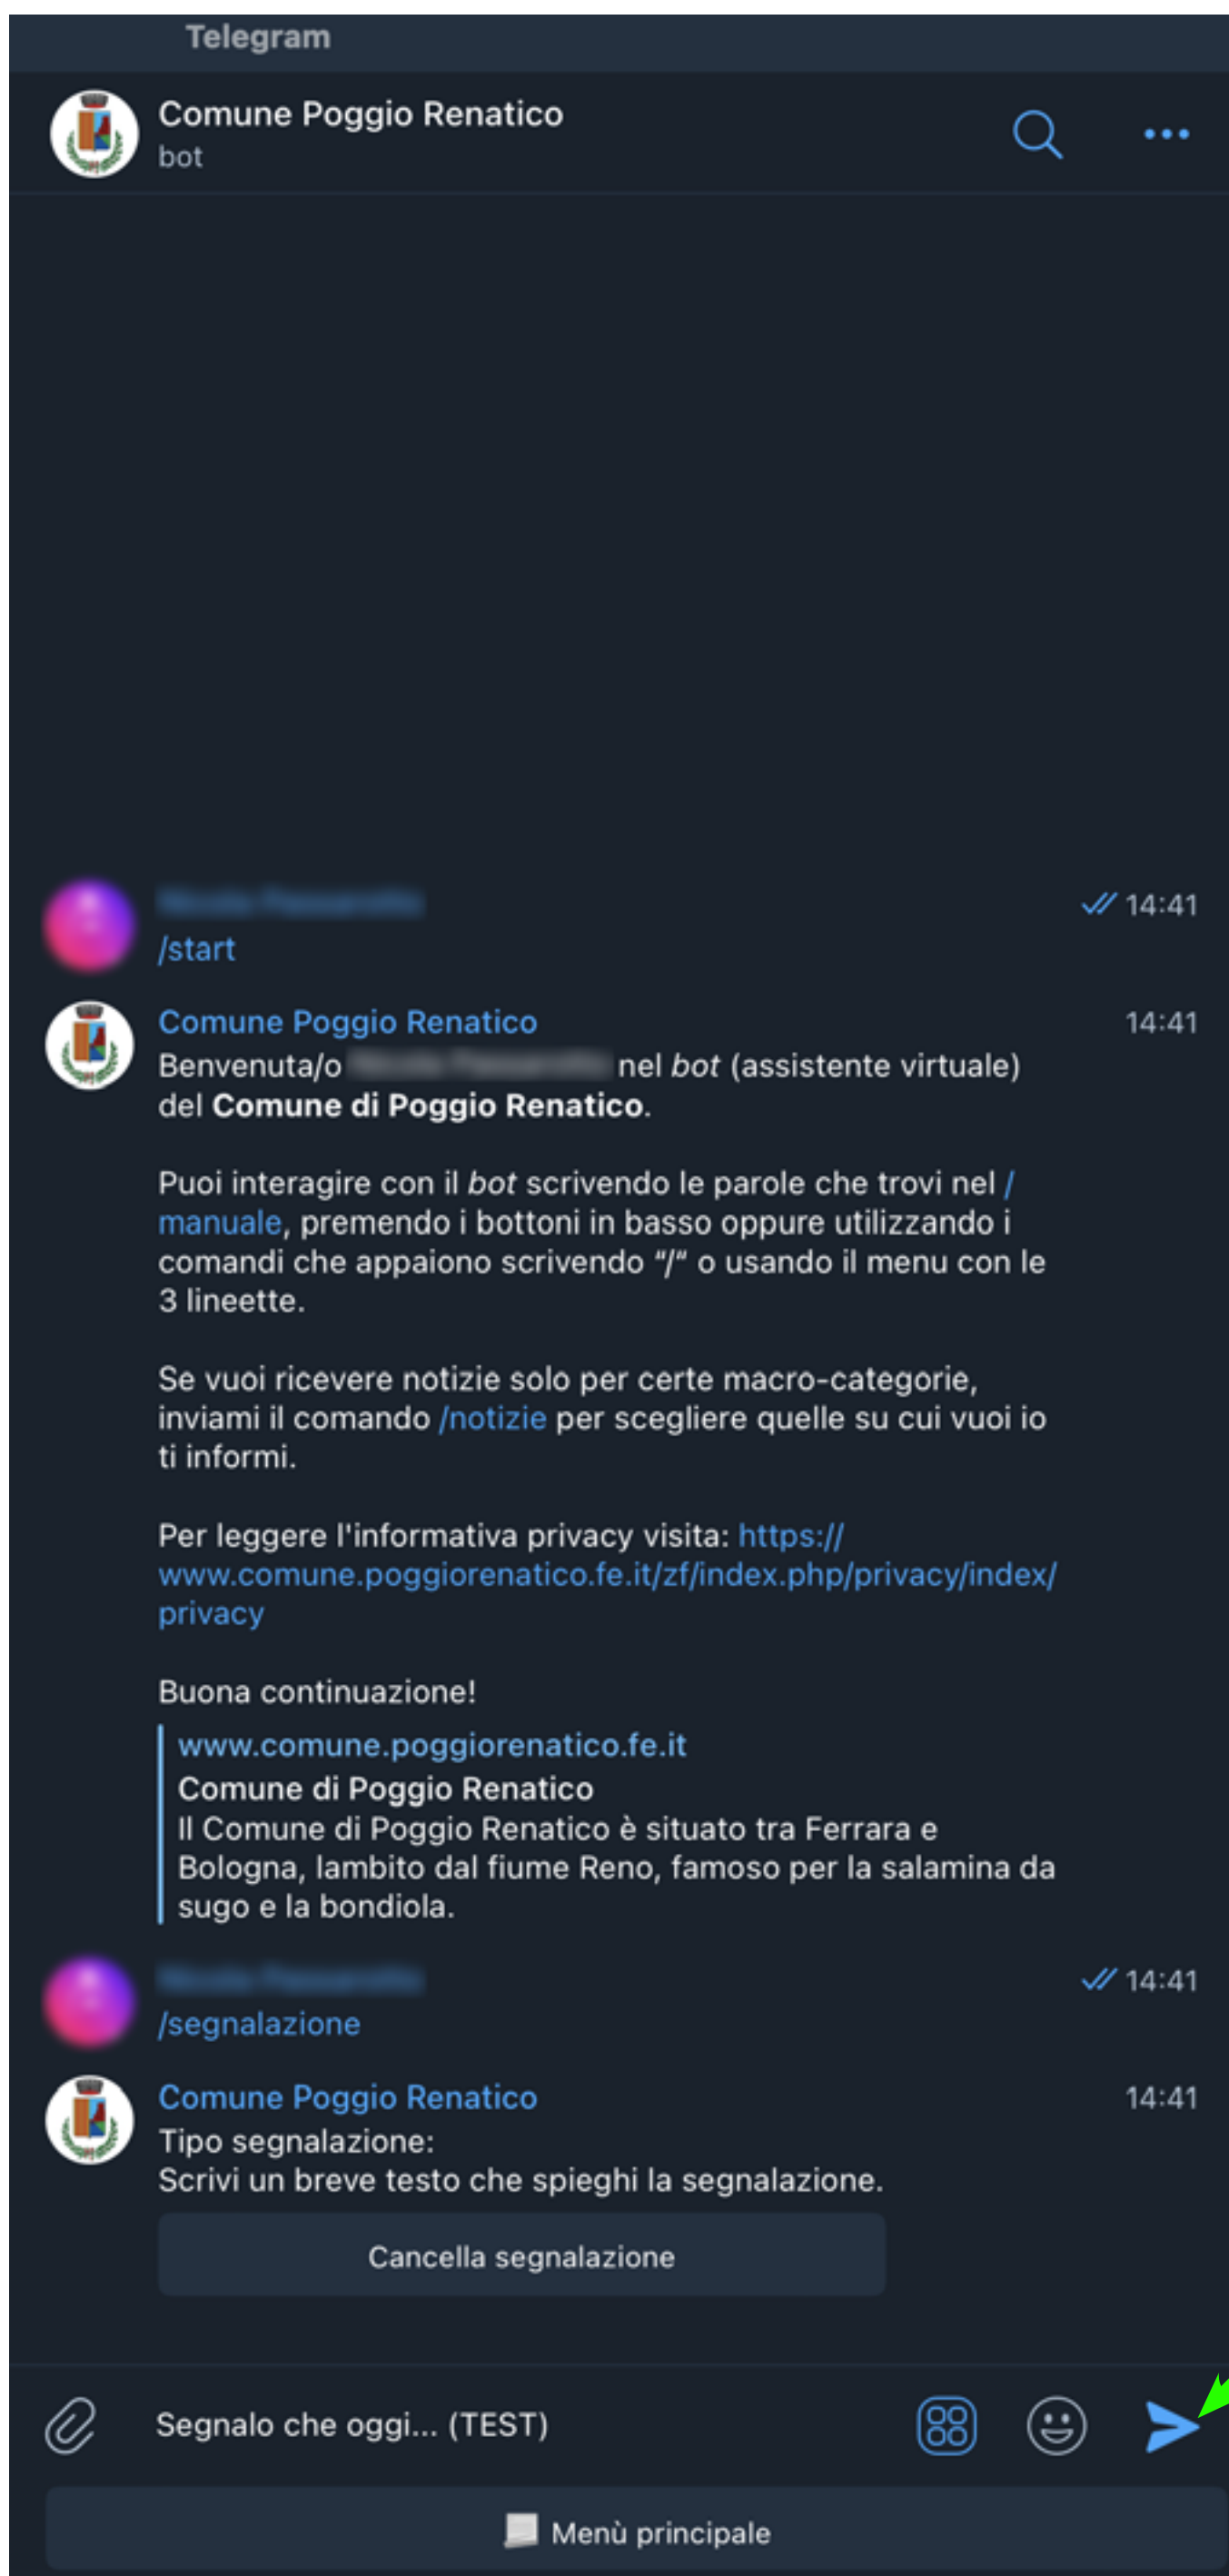 Telegram
Comune Poggio Renatico
bot
14:41
/start
Comune Poggio Renatico 14:41
Benvenuta/o nel bot (assistente virtuale)
del Comune di Poggio Renatico.
Puoi interagire con il bot scrivendo le parole che trovi nel /
manuale, premendo i bottoni in basso oppure utilizzando i
comandi che appaiono scrivendo “/“ o usando il menu con le
3 lineette.
Se vuoi ricevere notizie solo per certe macro-categorie,
inviami il comando /notizie per scegliere quelle su cui vuoi io
ti informi.
Per leggere l'informativa privacy visita: https://
www.comune.poggiorenatico.fe.it/zf/index.php/privacy/index/
privacy
Buona continuazione!
www.comune.poggiorenatico.fe.it
Comune di Poggio Renatico
Il Comune di Poggio Renatico è situato tra Ferrara e
Bologna, lambito dal fiume Reno, famoso per la salamina da
sugo e la bondiola.
14:41
/segnalazione
Comune Poggio Renatico 14:41
Tipo segnalazione:
Scrivi un breve testo che spieghi la segnalazione.
Cancella segnalazione
Segnalo che oggi... (TEST)
Menù principale